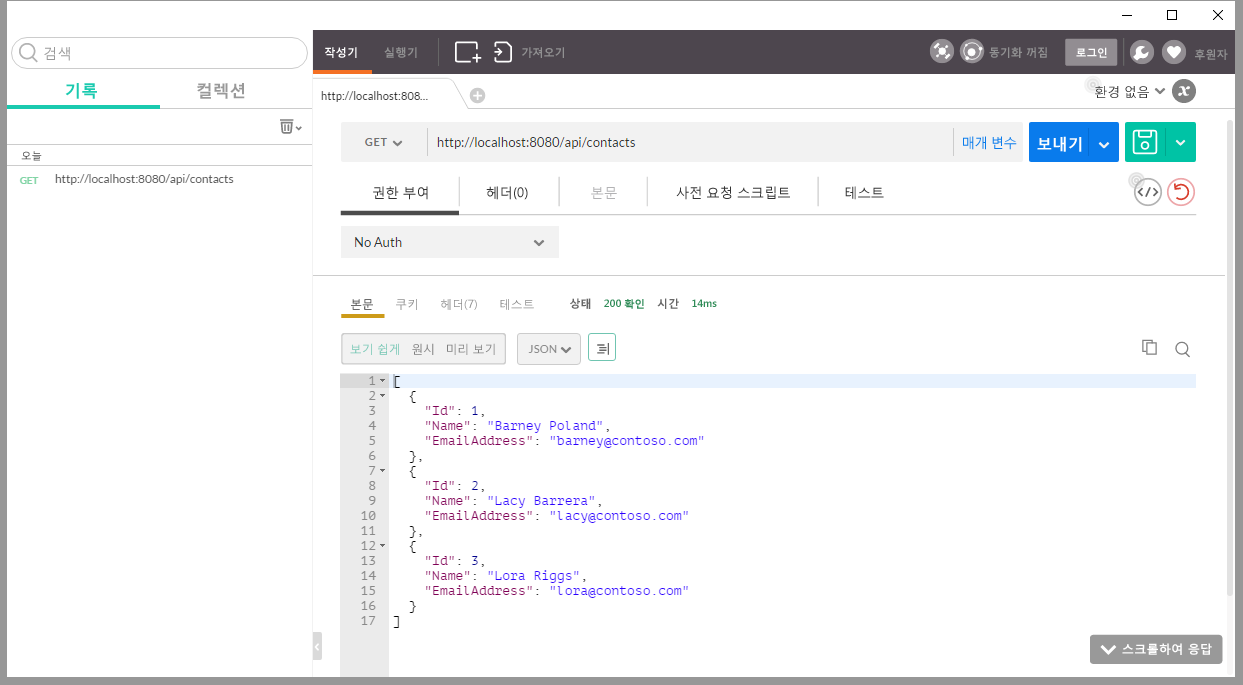 검색
기록 컬렉션
오늘
GET http://localhost:8080/api/contacts
작성기 실행기 가져오기 동기화 꺼짐 로그인 후원자
http://localhost:808... 환경 없음
GET http://localhost:8080/api/contacts 매개 변수 보내기
권한 부여 헤더(0) 본문 사전 요청 스크립트 테스트
No Auth
본문 쿠키 헤더(7) 테스트 상태 200 확인 시간 14ms
보기 쉽게 원시 미리 보기 JSON
1 [
2 {
3 "Id": 1,
4 "Name": "Barney Poland",
5 "EmailAddress": "barney@contoso.com"
6 },
7 {
8 "Id": 2,
9 "Name": "Lacy Barrera",
10 "EmailAddress": "lacy@contoso.com"
11 },
12 {
13 "Id": 3,
14 "Name": "Lora Riggs",
15 "EmailAddress": "lora@contoso.com"
16 }
17 ]
스크롤하여 응답